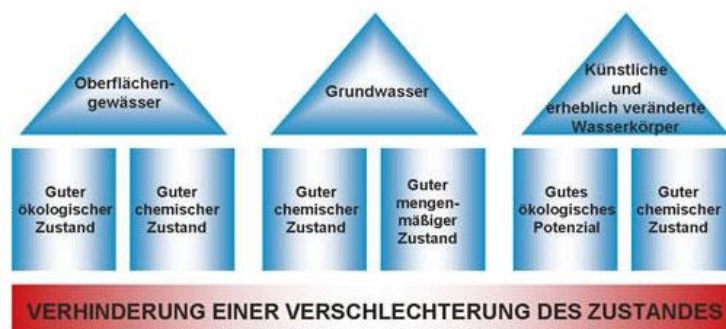 Oberflächen-
gewässer
Grundwasser
Künstliche
und
erheblich veränderte
Wasserkörper
Guter
ökologischer
Zustand
Guter
chemischer
Zustand
Guter
chemischer
Zustand
Guter
mengen-
mäßiger
Zustand
Gutes
ökologisches
Potenzial
Guter
chemischer
Zustand
VERHINDERUNG EINER VERSCHLECHTERUNG DES ZUSTANDES